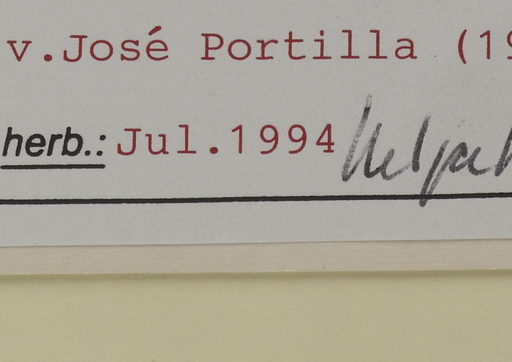 v.José Portilla (19
herb.: Jul.1994